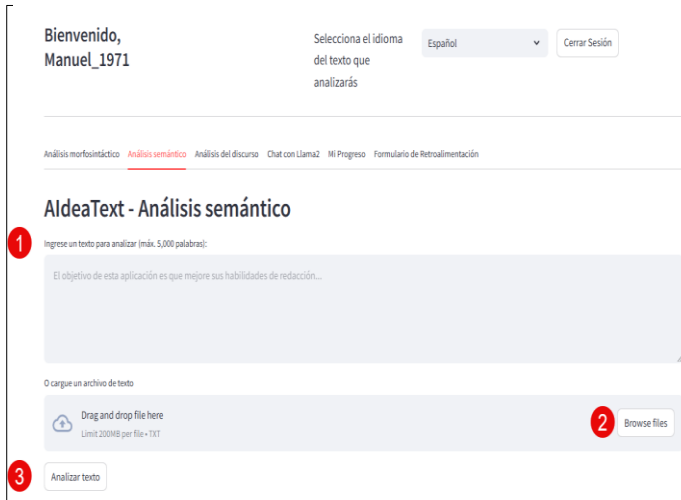 Bienvenido,
Manuel_1971
Selecciona el idioma
del texto que
analizarás
Español
Cerrar Sesión
Análisis morfosintáctico Análisis semántico Análisis del discurso Chat con Llama2 Mi Progreso Formulario de Retroalimentación
AIdeaText - Análisis semántico
1
Ingrese un texto para analizar (máx. 5,000 palabras):
El objetivo de esta aplicación es que mejore sus habilidades de redacción...
O cargue un archivo de texto
Drag and drop file here
Limit 200MB per file • TXT
2
Browse files
3
Analizar texto